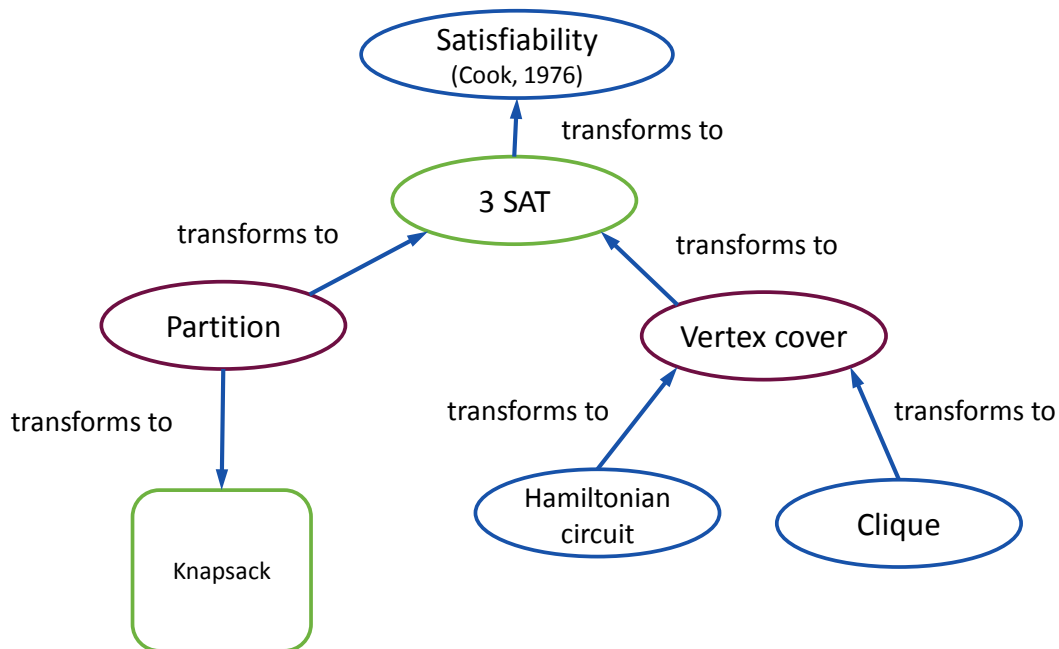 Satisfiability
(Cook, 1976)
transforms to
3 SAT
transforms to
transforms to
Partition
Vertex cover
transforms to
transforms to
transforms to
Hamiltonian
circuit
Clique
Knapsack